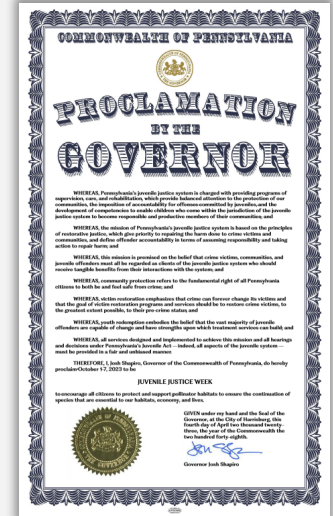 COMMONWEALTH OF PENNSYLVANIA
PROCLAMATION
BY THE
GOVERNOR
WHEREAS, Pennsylvania's juvenile justice system is charged with providing programs of
supervision, care, and rehabilitation, which provide balanced attention to the protection of our
communities, the imposition of accountability for offenses committed by juveniles, and the
development of competencies to enable children who come within the jurisdiction of the juvenile
justice system to become responsible and productive members of their communities; and
WHEREAS, the mission of Pennsylvania's juvenile justice system is based on the principles
of restorative justice, which give priority to repairing the harm done to crime victims and
communities, and define offender accountability in terms of assuming responsibility and taking
action to repair harm; and
WHEREAS, this mission is premised on the belief that crime victims, communities, and
juvenile offenders must all be regarded as clients of the juvenile justice system who should
receive tangible benefits from their interactions with the system; and
WHEREAS, community protection refers to the fundamental right of all Pennsylvania
citizens to both be and feel safe from crime; and
WHEREAS, victim restoration emphasizes that crime can forever change its victims and
that the goal of victim restoration programs and services should be to restore crime victims, to
the greatest extent possible, to their pre-crime status; and
WHEREAS, youth redemption embodies the belief that the vast majority of juvenile
offenders are capable of change and have strengths upon which treatment services can build; and
WHEREAS, all services designed and implemented to achieve this mission and all hearings
and decisions under Pennsylvania's Juvenile Act — indeed, all aspects of the juvenile system —
must be provided in a fair and unbiased manner.
THEREFORE, I, Josh Shapiro, Governor of the Commonwealth of Pennsylvania, do hereby
proclaim October 1-7, 2023 to be
JUVENILE JUSTICE WEEK
to encourage all citizens to protect and support pollinator habitats to ensure the continuation of
species that are essential to our habitats, economy, and lives.
GIVEN under my hand and the Seal of the
Governor, at the City of Harrisburg, this
fourth day of April two thousand twenty-
three, the year of the Commonwealth the
two hundred forty-eighth.
Governor Josh Shapiro